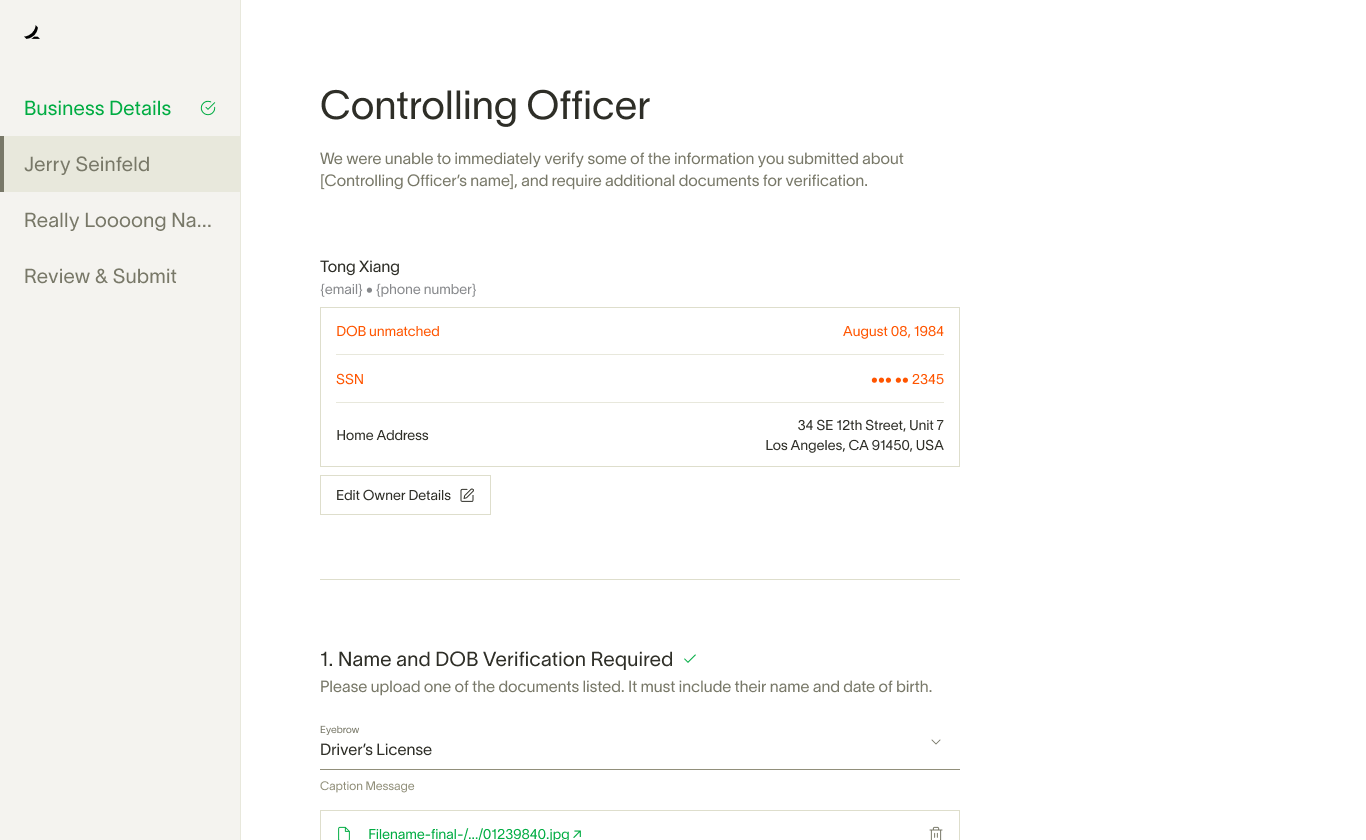 Business Details
Jerry Seinfeld
Really Loooong Na...
Review & Submit
Controlling Officer
We were unable to immediately verify some of the information you submitted about
[Controlling Officer's name], and require additional documents for verification.
Tong Xiang
{email} • {phone number}
DOB unmatched August 08, 1984
SSN ••• •• 2345
Home Address 34 SE 12th Street, Unit 7
Los Angeles, CA 91450, USA
Edit Owner Details
1. Name and DOB Verification Required
Please upload one of the documents listed. It must include their name and date of birth.
Eyebrow
Driver's License
Caption Message
Filename-final-/.../01239840.jpg